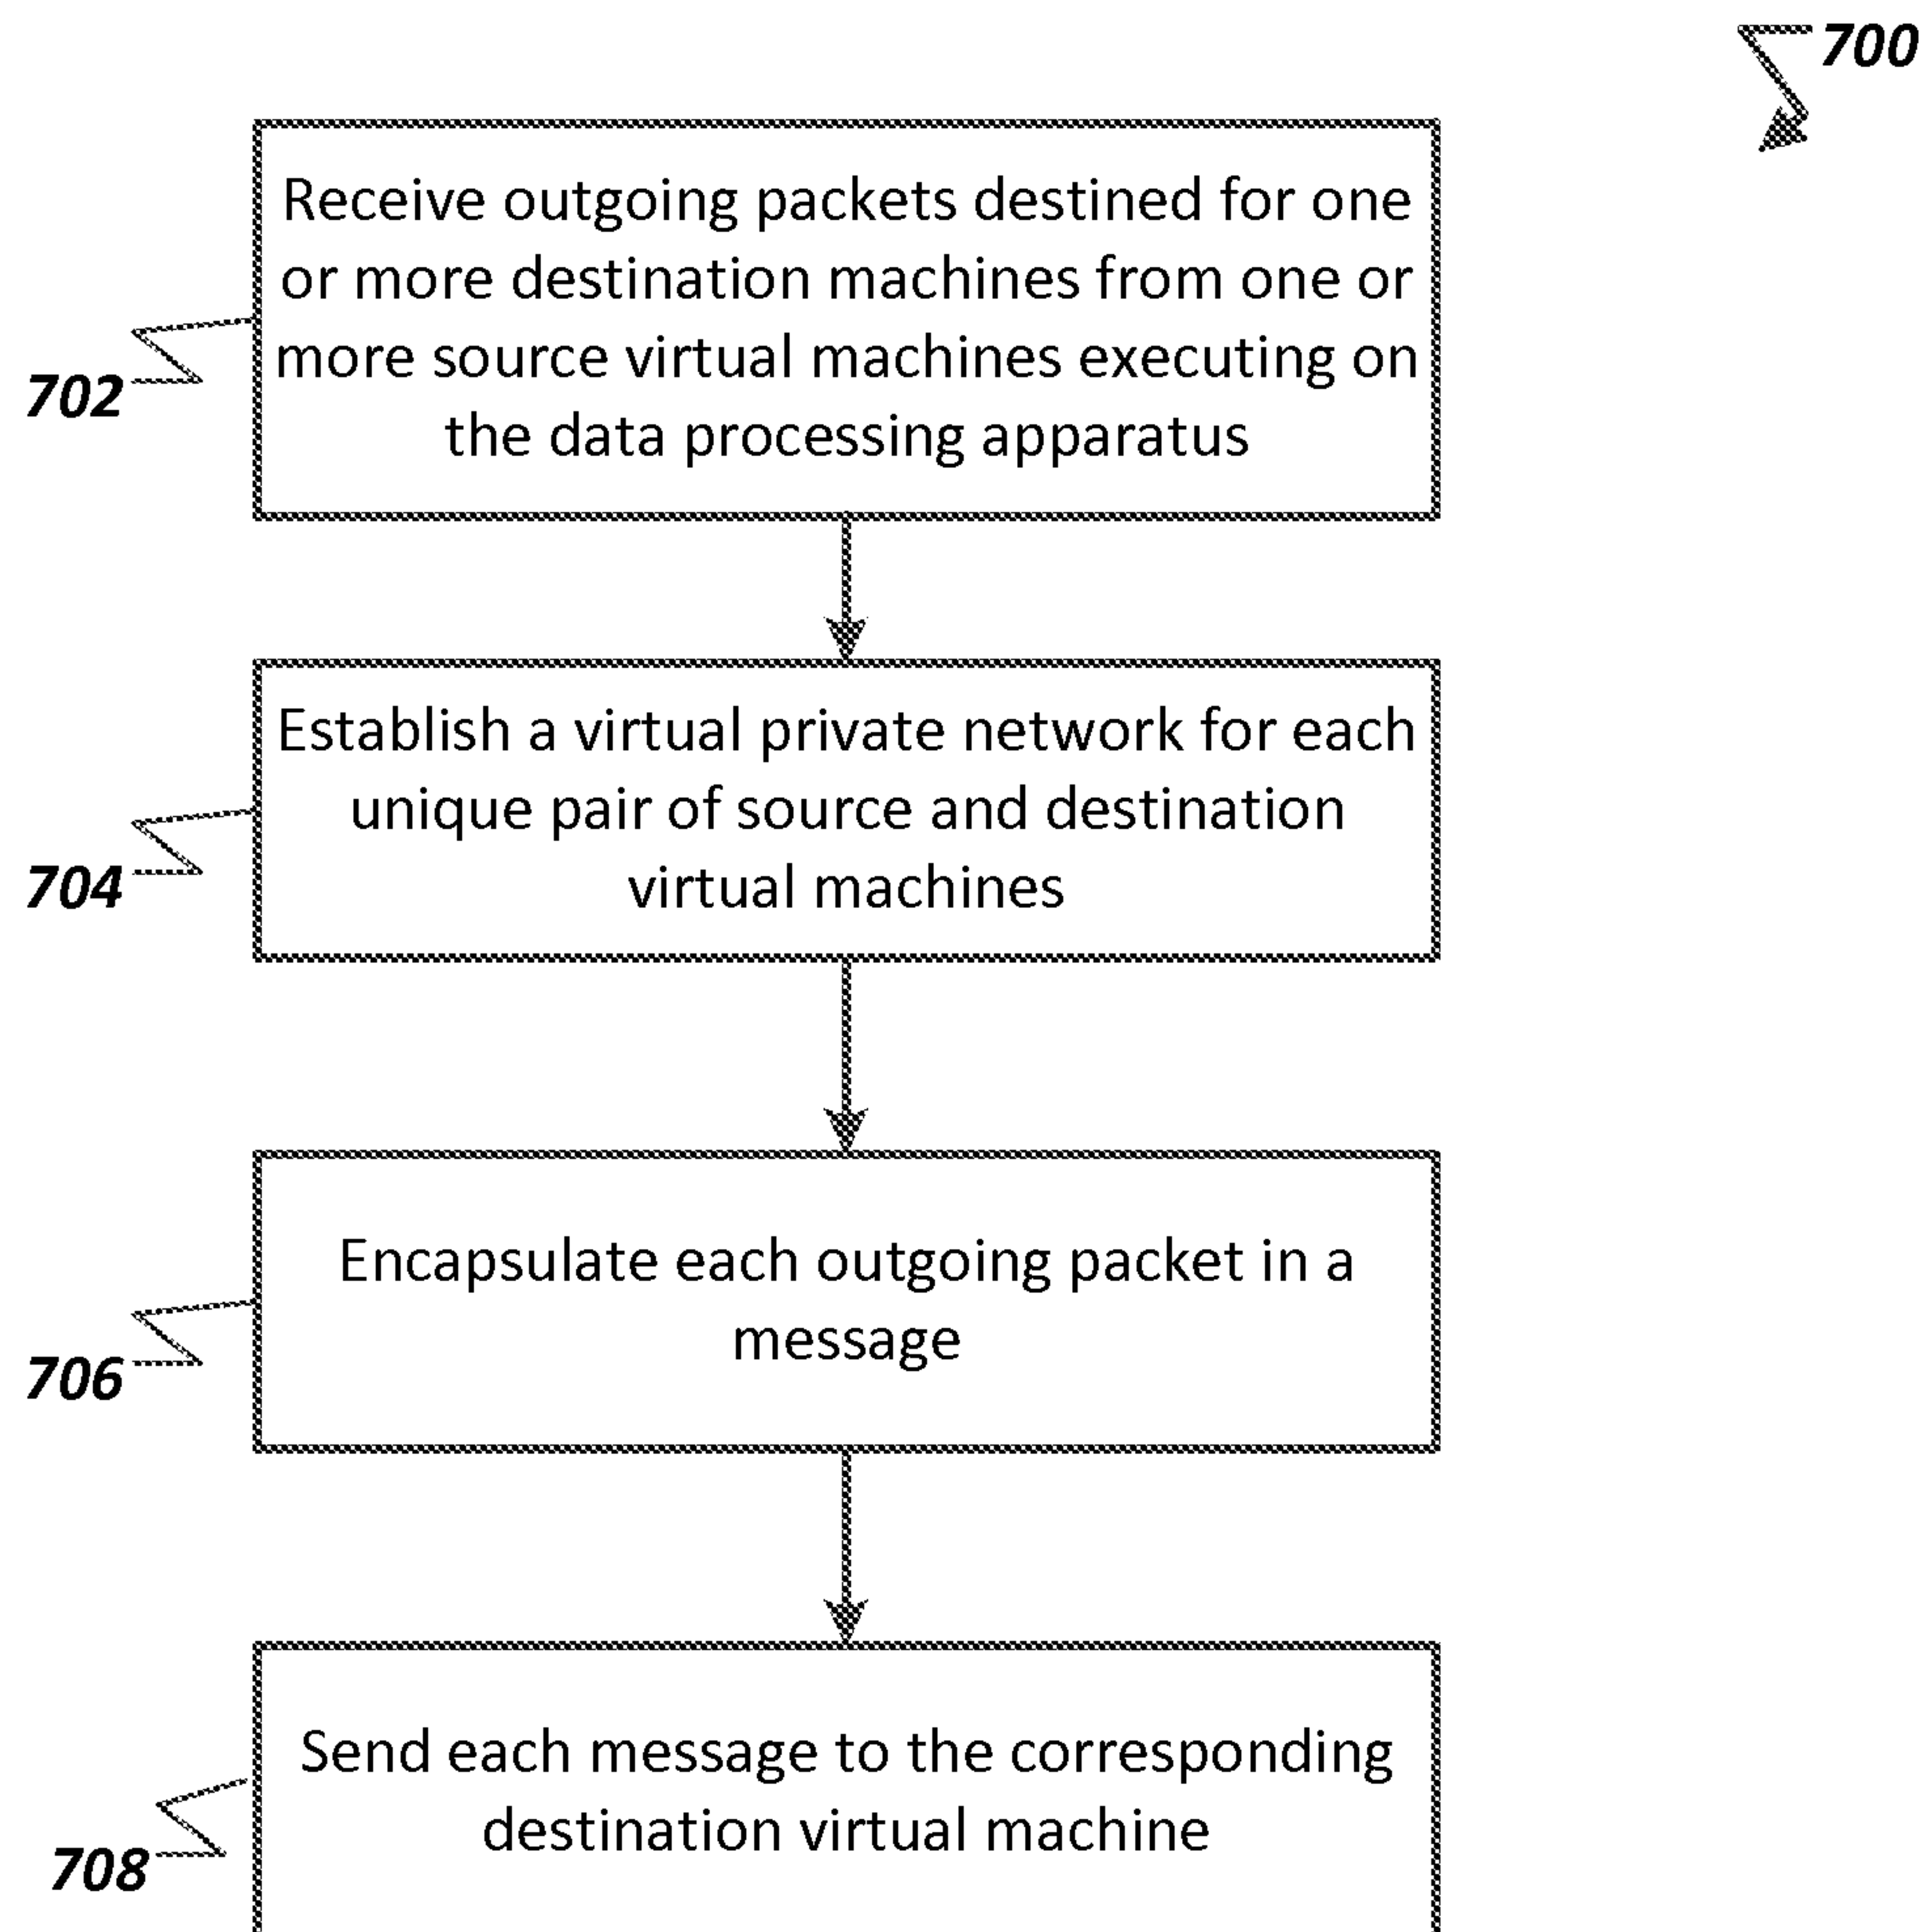 700
Receive outgoing packets destined for one
or more destination machines from one or
more source virtual machines executing on
the data processing apparatus
702
Establish a virtual private network for each
unique pair of source and destination
virtual machines
704
Encapsulate each outgoing packet in a
message
706
Send each message to the corresponding
destination virtual machine
708